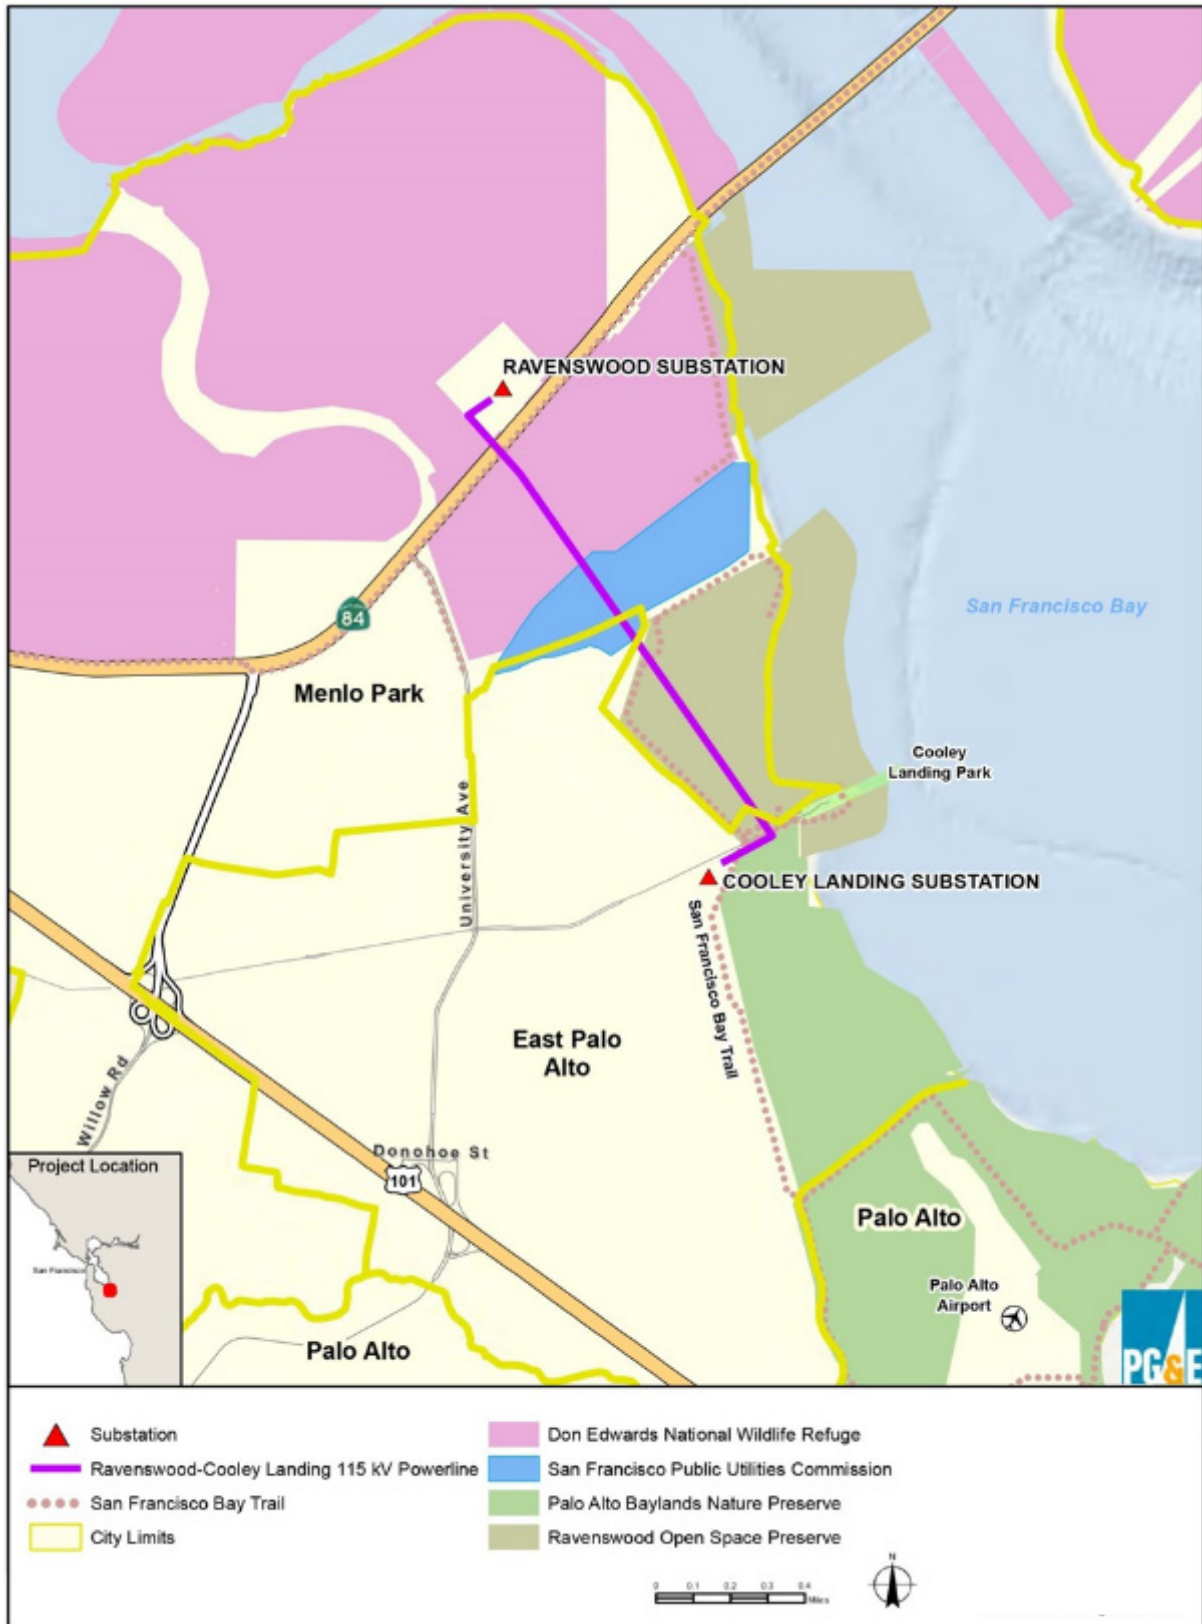 RAVENSWOOD SUBSTATION
84
San Francisco Bay
Menlo Park
Cooley
Landing Park
University Ave
COOLEY LANDING SUBSTATION
San Francisco Bay Trail
East Palo
Alto
Willow Rd
Donohoe St
101
Project Location
San Francisco
Palo Alto
Palo Alto
Airport
Palo Alto
PG&E
Substation
Ravenswood-Cooley Landing 115 kV Powerline
San Francisco Bay Trail
City Limits
Don Edwards National Wildlife Refuge
San Francisco Public Utilities Commission
Palo Alto Baylands Nature Preserve
Ravenswood Open Space Preserve
0 0.1 0.2 0.3 0.4
Miles
N